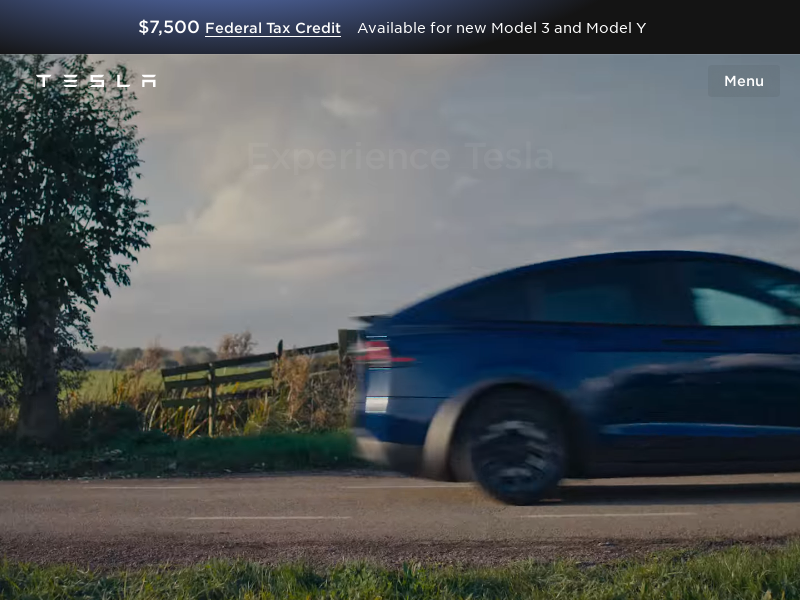 $7,500 Federal Tax Credit Available for new Model 3 and Model Y
TESLA
Menu
Experience Tesla